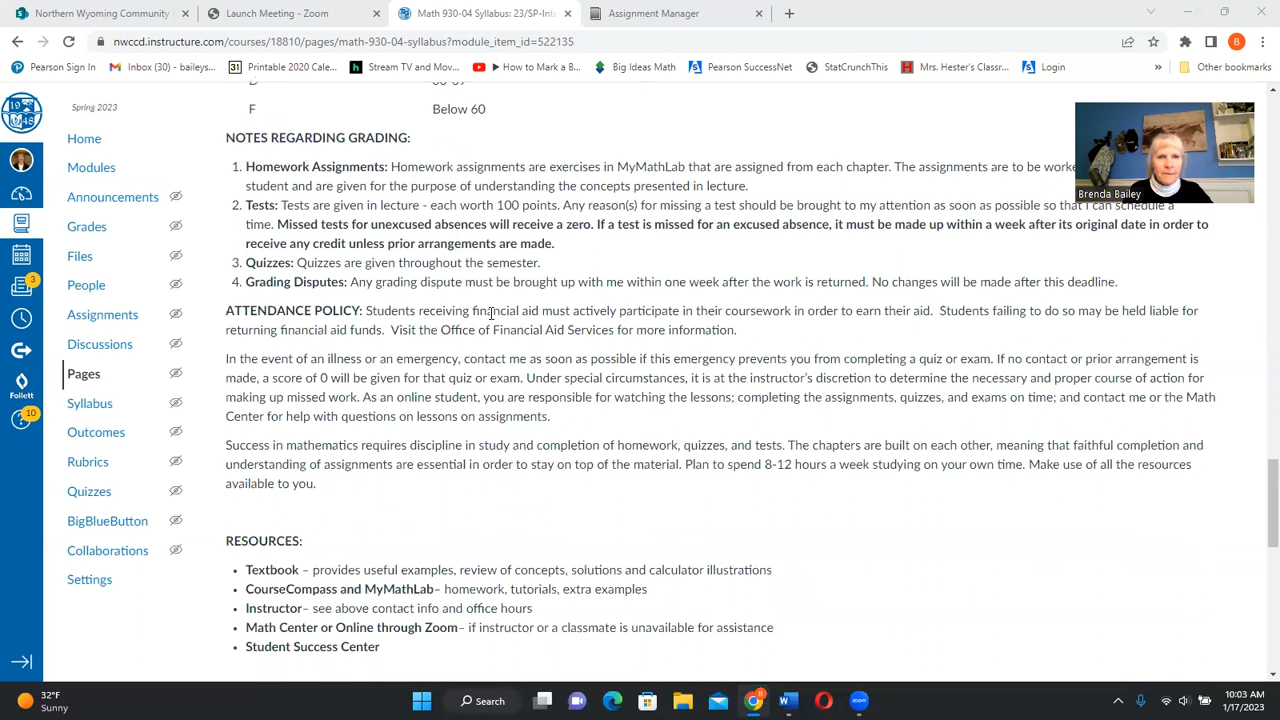 Northern Wyoming Community
Launch Meeting - Zoom
Math 930-04 Syllabus: 23/SP-Inte
Assignment Manager
nwccd.instructure.com/courses/18810/pages/math-930-04-syllabus?module_item_id=522135
B
Pearson Sign In
Inbox (30) - baileys...
31
Printable 2020 Cale...
h
Stream TV and Mov...
► How to Mark a B...
Big Ideas Math
Pearson SuccessNet
StatCrunchThis
Mrs. Hester's Classr...
Login
»
Other bookmarks
19
48
3
Follett
10
Spring 2023
Home
Modules
Announcements
Grades
Files
People
Assignments
Discussions
Pages
Syllabus
Outcomes
Rubrics
Quizzes
BigBlueButton
Collaborations
Settings
F Below 60
NOTES REGARDING GRADING:
1. Homework Assignments: Homework assignments are exercises in MyMathLab that are assigned from each chapter. The assignments are to be worke
student and are given for the purpose of understanding the concepts presented in lecture.
2. Tests: Tests are given in lecture - each worth 100 points. Any reason(s) for missing a test should be brought to my attention as soon as possible so that I can schedule a
time. Missed tests for unexcused absences will receive a zero. If a test is missed for an excused absence, it must be made up within a week after its original date in order to
receive any credit unless prior arrangements are made.
3. Quizzes: Quizzes are given throughout the semester.
4. Grading Disputes: Any grading dispute must be brought up with me within one week after the work is returned. No changes will be made after this deadline.
ATTENDANCE POLICY: Students receiving financial aid must actively participate in their coursework in order to earn their aid. Students failing to do so may be held liable for
returning financial aid funds. Visit the Office of Financial Aid Services for more information.
In the event of an illness or an emergency, contact me as soon as possible if this emergency prevents you from completing a quiz or exam. If no contact or prior arrangement is
made, a score of 0 will be given for that quiz or exam. Under special circumstances, it is at the instructor's discretion to determine the necessary and proper course of action for
making up missed work. As an online student, you are responsible for watching the lessons; completing the assignments, quizzes, and exams on time; and contact me or the Math
Center for help with questions on lessons on assignments.
Success in mathematics requires discipline in study and completion of homework, quizzes, and tests. The chapters are built on each other, meaning that faithful completion and
understanding of assignments are essential in order to stay on top of the material. Plan to spend 8-12 hours a week studying on your own time. Make use of all the resources
available to you.
RESOURCES:
• Textbook – provides useful examples, review of concepts, solutions and calculator illustrations
• CourseCompass and MyMathLab– homework, tutorials, extra examples
• Instructor– see above contact info and office hours
• Math Center or Online through Zoom– if instructor or a classmate is unavailable for assistance
• Student Success Center
Brenda Bailey
32°F
Sunny
Search
10:03 AM
1/17/2023